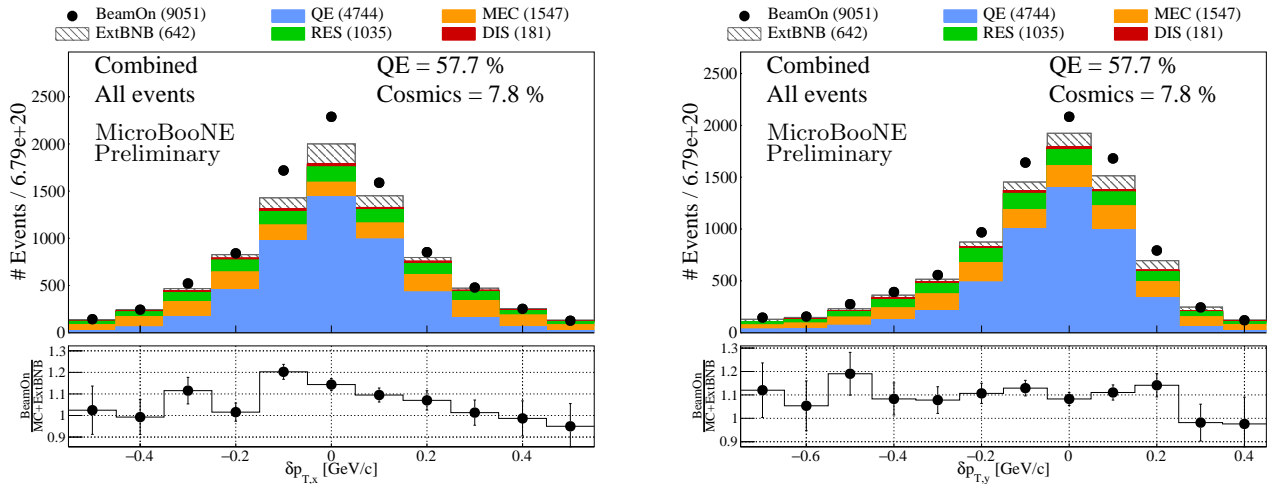 BeamOn (9051) QE (4744) MEC (1547)
ExtBNB (642) RES (1035) DIS (181)
Combined QE = 57.7 %
All events Cosmics = 7.8 %
MicroBooNE
Preliminary
# Events / 6.79e+20
2500
2000
1500
1000
500
0
BeamOn
MC+ExtBNB
1.3
1.2
1.1
1
0.9
−0.4 −0.2 0 0.2 0.4
δp_{T,x} [GeV/c]
BeamOn (9051) QE (4744) MEC (1547)
ExtBNB (642) RES (1035) DIS (181)
Combined QE = 57.7 %
All events Cosmics = 7.8 %
MicroBooNE
Preliminary
# Events / 6.79e+20
2500
2000
1500
1000
500
0
BeamOn
MC+ExtBNB
1.3
1.2
1.1
1
0.9
−0.6 −0.4 −0.2 0 0.2 0.4
δp_{T,y} [GeV/c]